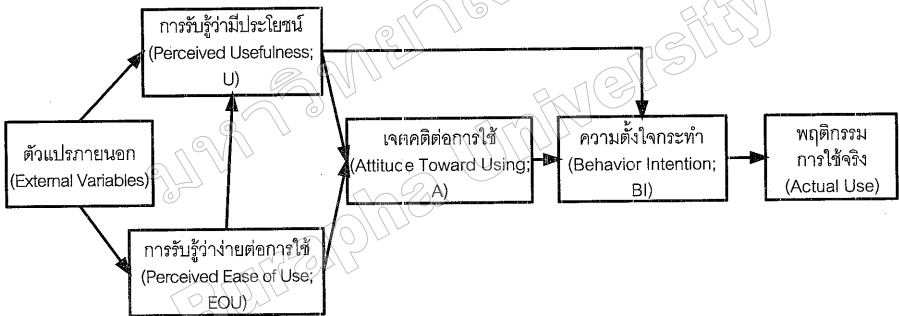 การรับรู้ว่ามีประโยชน์
(Perceived Usefulness;
U)
ตัวแปรภายนอก
(External Variables)
เจตคติต่อการใช้
(Attituce Toward Using;
A)
ความตั้งใจกระทำ
(Behavior Intention;
BI)
พฤติกรรม
การใช้จริง
(Actual Use)
การรับรู้ว่าง่ายต่อการใช้
(Perceived Ease of Use;
EOU)
Burapha University